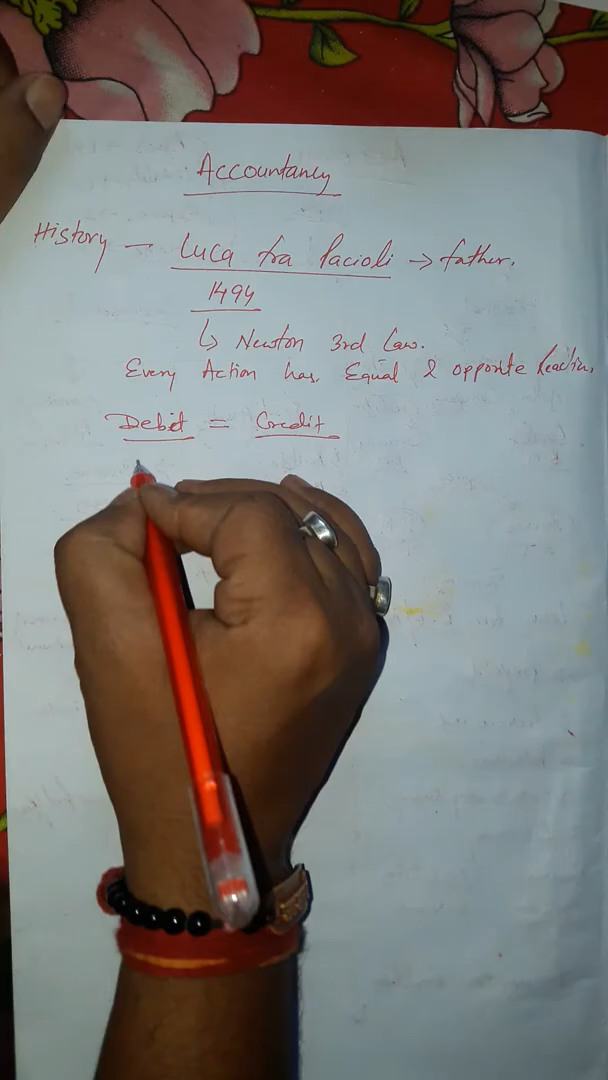 Accountancy
History — Luca fra Pacioli → father.
1494
↳ Newton 3rd Law.
Every Action has Equal & opposite Reaction.
Debit = Credit